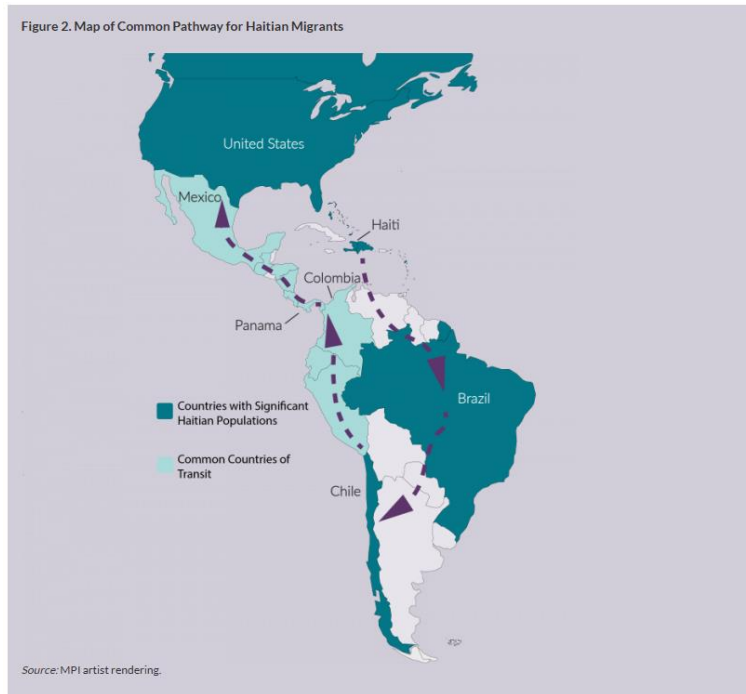 Figure 2. Map of Common Pathway for Haitian Migrants
United States
Mexico
Haiti
Colombia
Panama
Brazil
Countries with Significant
Haitian Populations
Common Countries of
Transit
Chile
Source: MPI artist rendering.